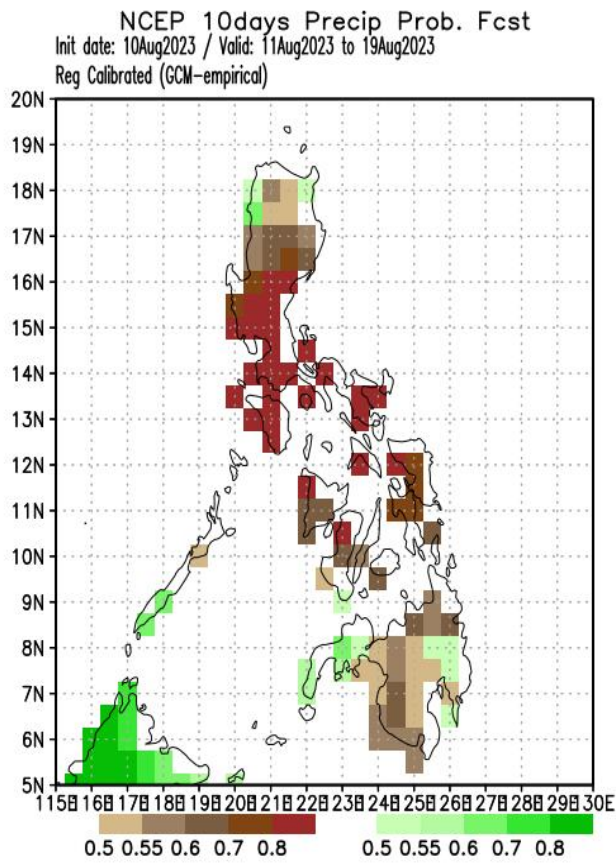 NCEP 10days Precip Prob. Fcst
Init date: 10Aug2023 / Valid: 11Aug2023 to 19Aug2023
Reg Calibrated (GCM-empirical)
20N
19N
18N
17N
16N
15N
14N
13N
12N
11N
10N
9N
8N
7N
6N
5N
115E 116E 117E 118E 119E 120E 121E 122E 123E 124E 125E 126E 127E 128E 129E 130E
0.5 0.55 0.6 0.7 0.8 0.5 0.55 0.6 0.7 0.8